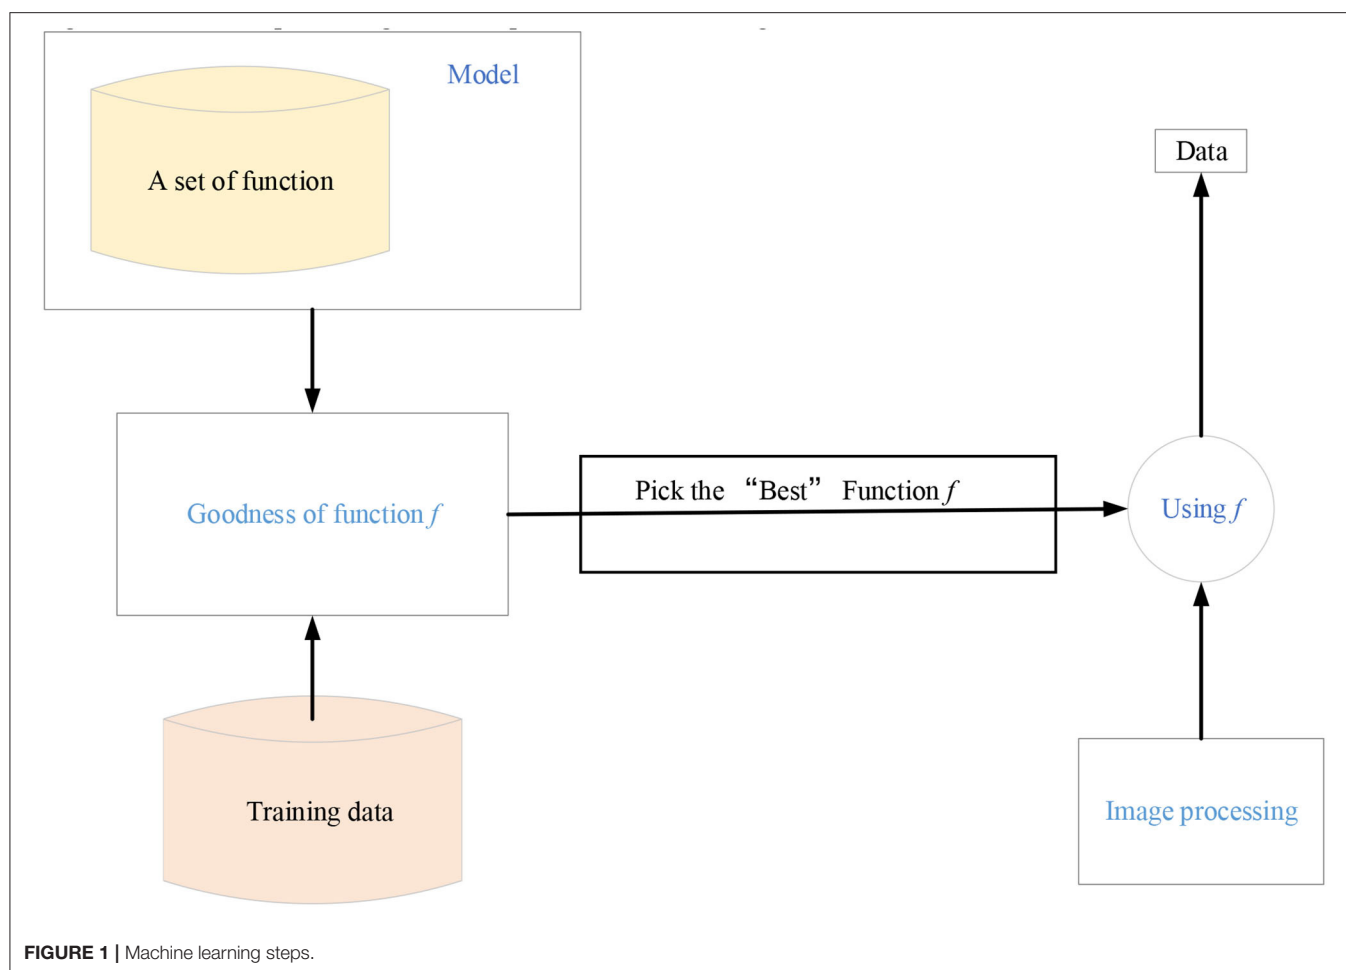 Model
A set of function
Data
Goodness of function f
Pick the “Best” Function f
Using f
Training data
Image processing
FIGURE 1 | Machine learning steps.